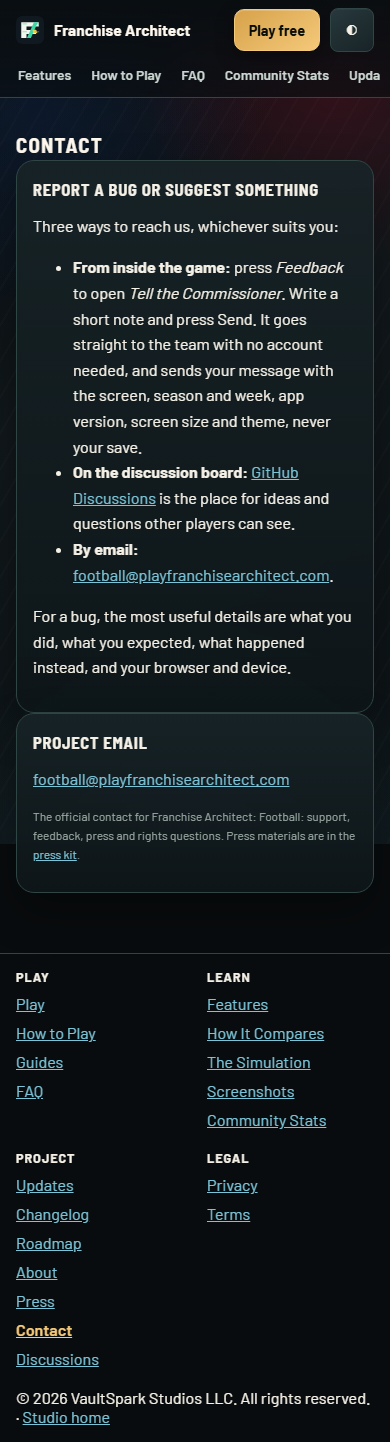 Franchise Architect
Play free
Features How to Play FAQ Community Stats Upda
CONTACT
REPORT A BUG OR SUGGEST SOMETHING
Three ways to reach us, whichever suits you:
• From inside the game: press Feedback
to open Tell the Commissioner. Write a
short note and press Send. It goes
straight to the team with no account
needed, and sends your message with
the screen, season and week, app
version, screen size and theme, never
your save.
• On the discussion board: GitHub
Discussions is the place for ideas and
questions other players can see.
• By email:
football@playfranchisearchitect.com.
For a bug, the most useful details are what you
did, what you expected, what happened
instead, and your browser and device.
PROJECT EMAIL
football@playfranchisearchitect.com
The official contact for Franchise Architect: Football: support,
feedback, press and rights questions. Press materials are in the
press kit.
PLAY
Play
How to Play
Guides
FAQ
LEARN
Features
How It Compares
The Simulation
Screenshots
Community Stats
PROJECT
Updates
Changelog
Roadmap
About
Press
Contact
Discussions
LEGAL
Privacy
Terms
© 2026 VaultSpark Studios LLC. All rights reserved.
· Studio home